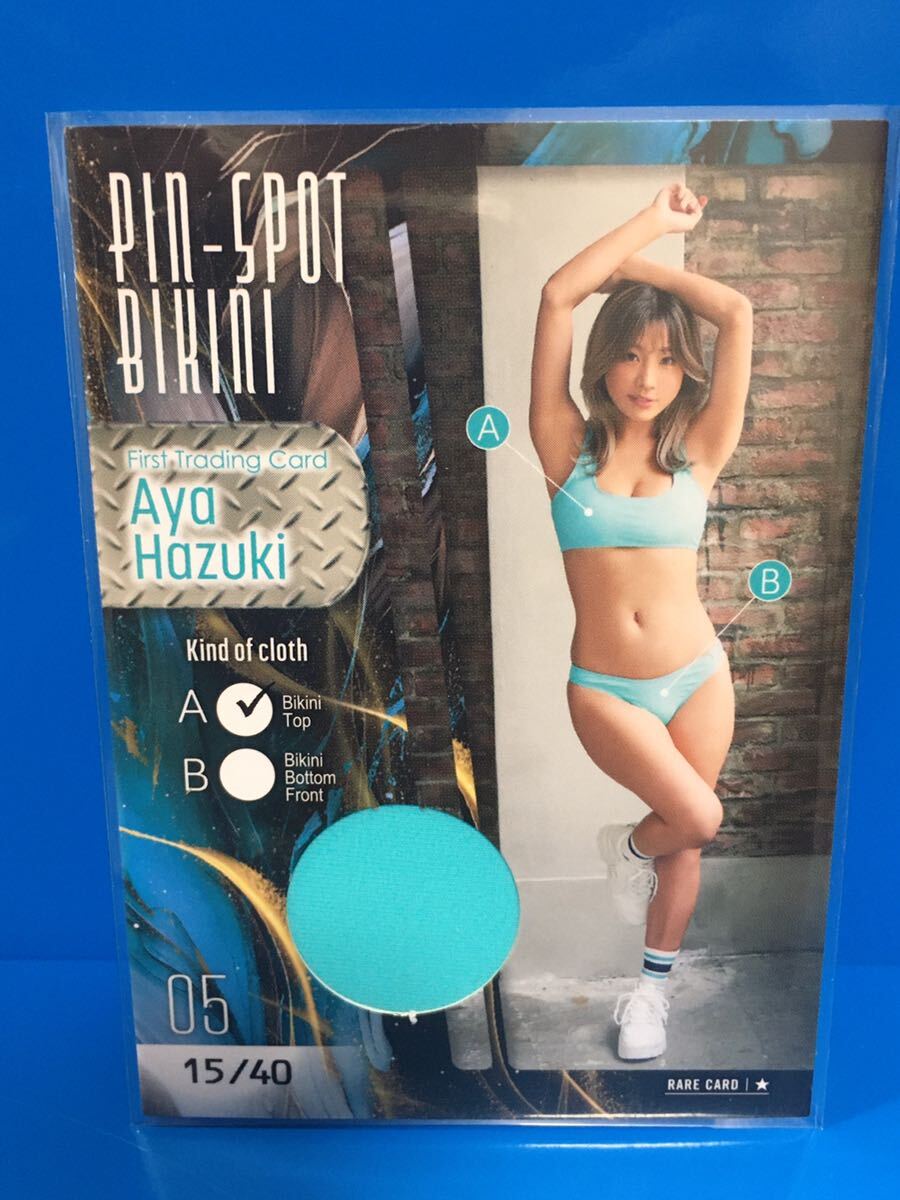 PIN-SPOT
BIKINI
First Trading Card
Aya
Hazuki
Kind of cloth
A Bikini
Top
B Bikini
Bottom
Front
A
B
05
15/40
RARE CARD | ★